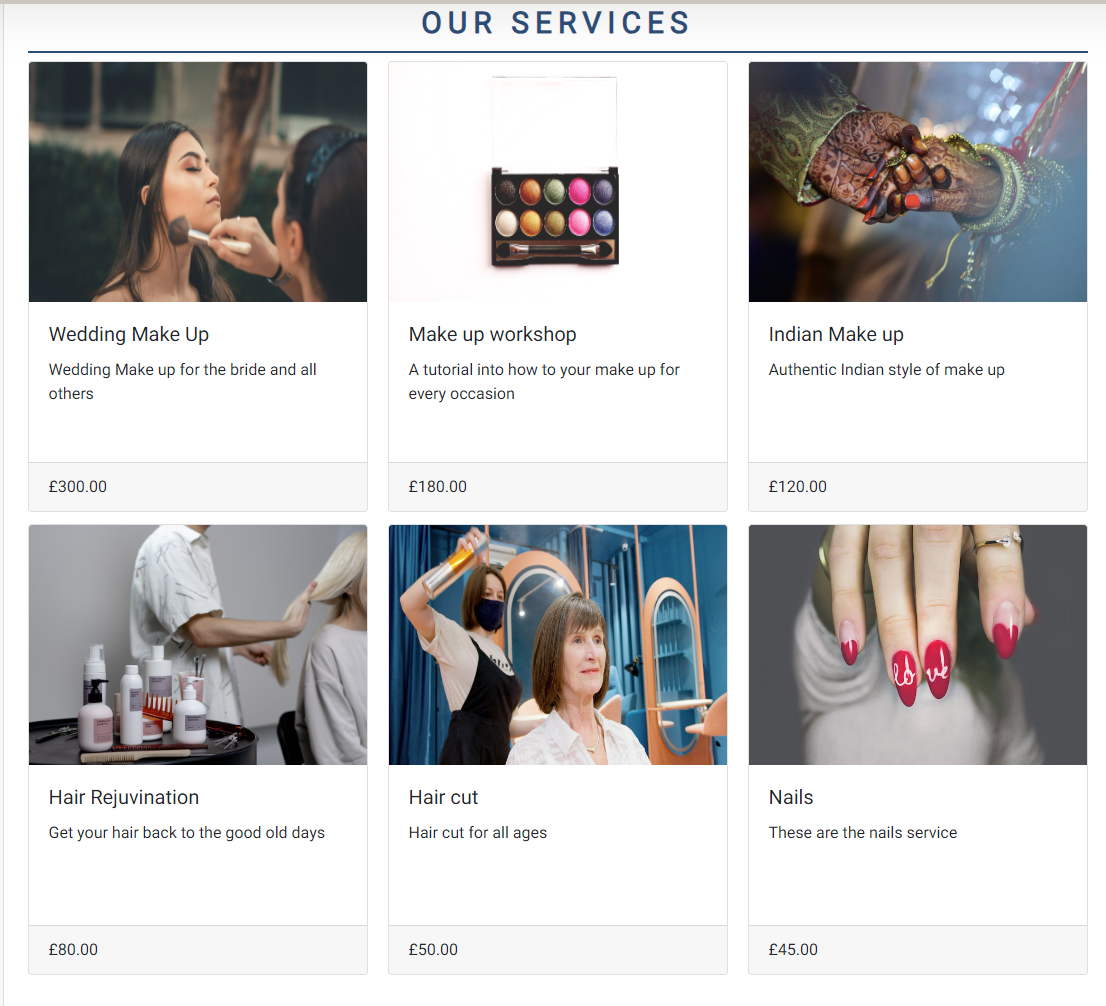 OUR SERVICES
Wedding Make Up
Wedding Make up for the bride and all
others
£300.00
Make up workshop
A tutorial into how to your make up for
every occasion
£180.00
Indian Make up
Authentic Indian style of make up
£120.00
Hair Rejuvination
Get your hair back to the good old days
£80.00
Hair cut
Hair cut for all ages
£50.00
love
Nails
These are the nails service
£45.00